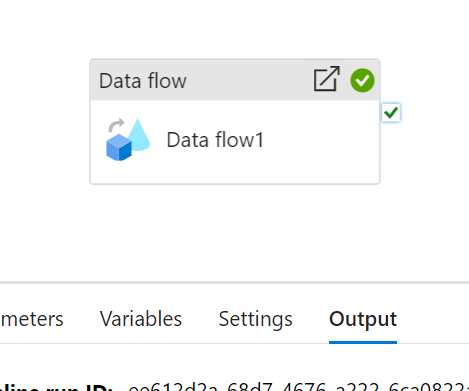 Data flow
Data flow1
meters Variables Settings Output